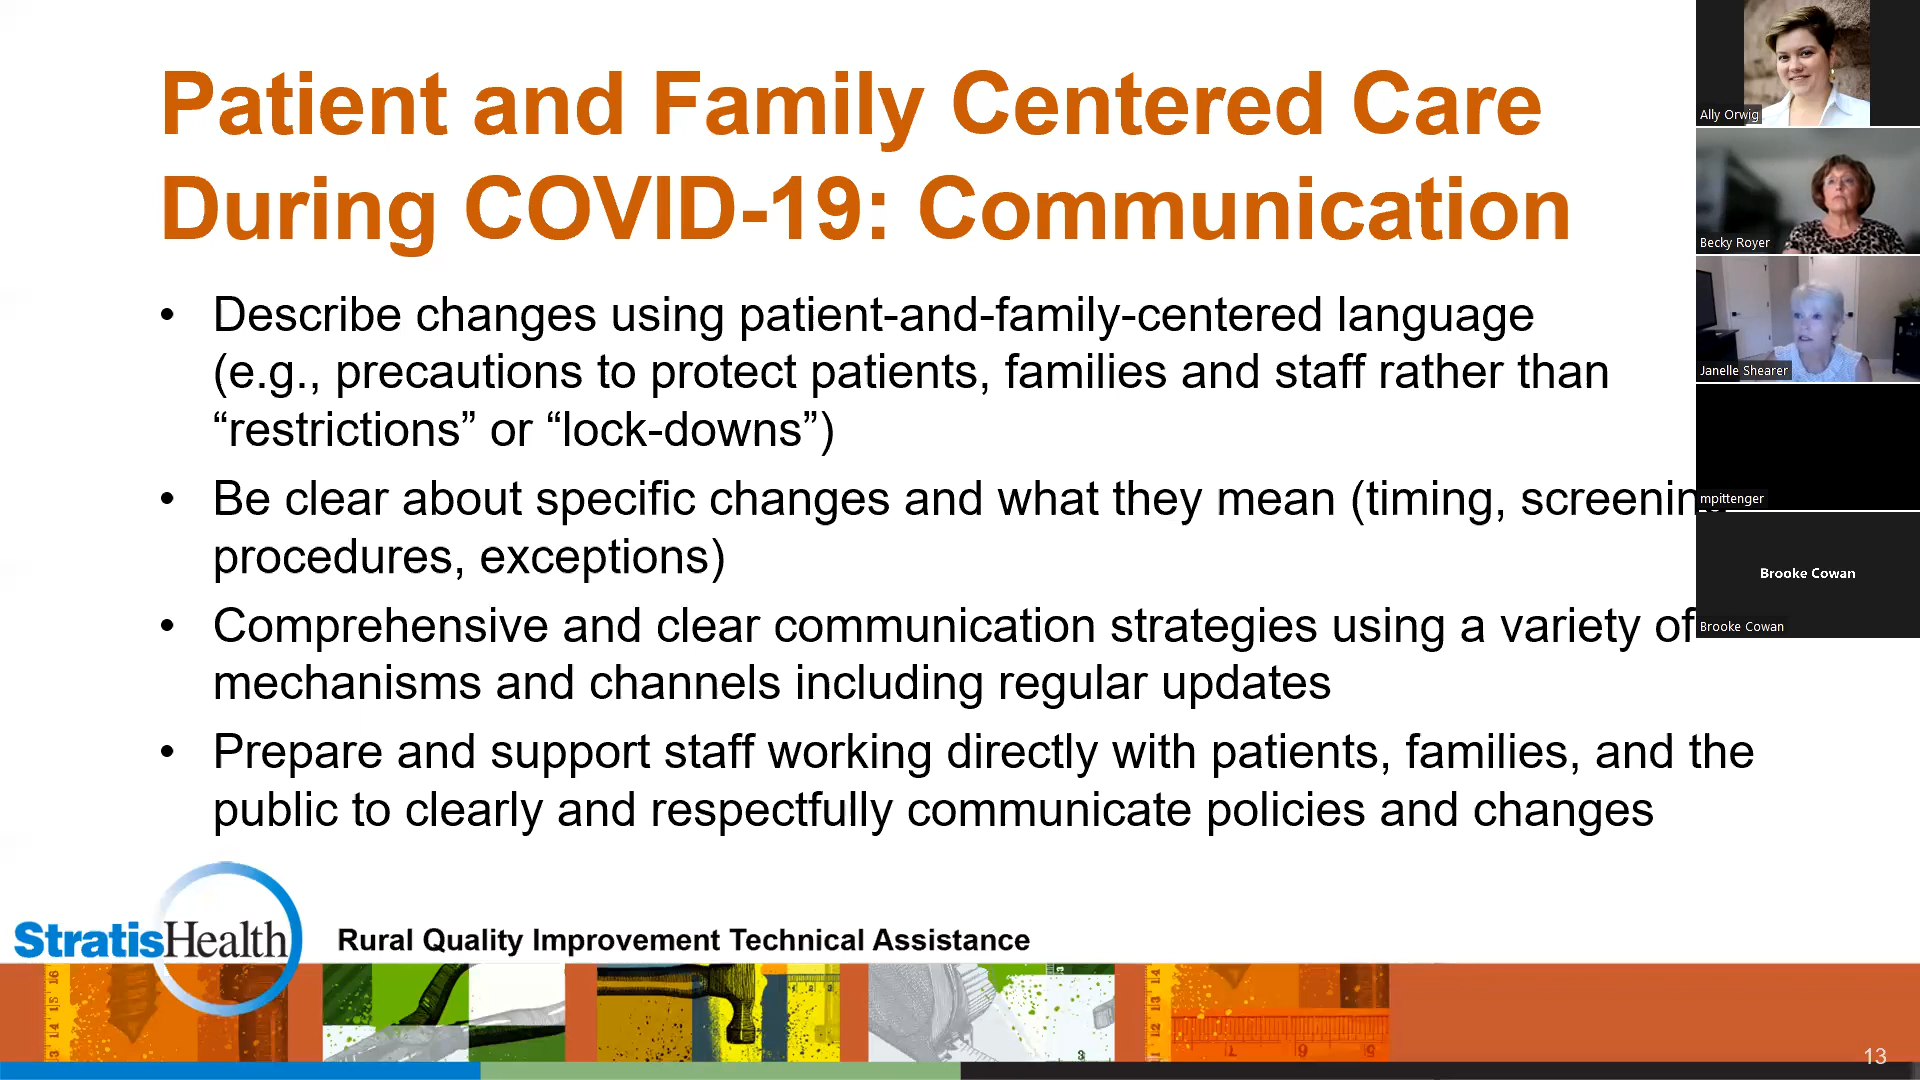 Patient and Family Centered Care
During COVID-19: Communication
• Describe changes using patient-and-family-centered language
(e.g., precautions to protect patients, families and staff rather than
“restrictions” or “lock-downs”)
• Be clear about specific changes and what they mean (timing, screening
procedures, exceptions)
• Comprehensive and clear communication strategies using a variety of
mechanisms and channels including regular updates
• Prepare and support staff working directly with patients, families, and the
public to clearly and respectfully communicate policies and changes
StratisHealth
Rural Quality Improvement Technical Assistance
13
Ally Orwig
Becky Royer
Janelle Shearer
mpittenger
Brooke Cowan
Brooke Cowan